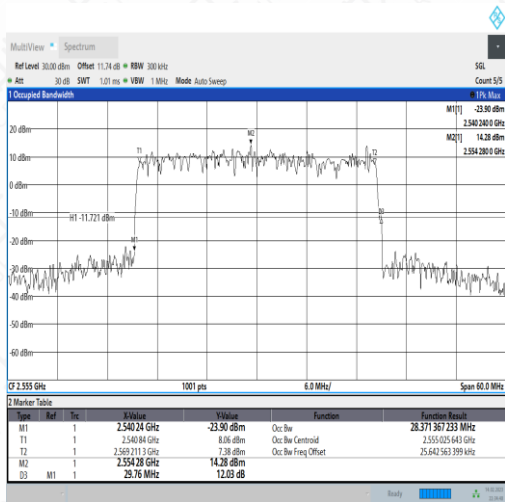 MultiView Spectrum
Ref Level 30.00 dBm Offset 11.74 dB RBW 300 kHz SGL
Att 30 dB SWT 1.01 ms VBW 1 MHz Mode Auto Sweep Count 5/5
1 Occupied Bandwidth 1Pk Max
M1[1] -23.90 dBm
2.540 240 0 GHz
M2[1] 14.28 dBm
2.554 280 0 GHz
20 dBm
M2
T1 T2
10 dBm
0 dBm
-10 dBm
D3
H1 -11.721 dBm
-20 dBm
M1
-30 dBm
-40 dBm
-50 dBm
-60 dBm
CF 2.555 GHz 1001 pts 6.0 MHz/ Span 60.0 MHz
2 Marker Table
Type Ref Trc X-Value Y-Value Function Function Result
M1 1 2.540 24 GHz -23.90 dBm Occ Bw 28.371 367 233 MHz
T1 1 2.540 84 GHz 8.06 dBm Occ Bw Centroid 2.555 025 643 GHz
T2 1 2.569 211 3 GHz 7.38 dBm Occ Bw Freq Offset 25.642 563 399 kHz
M2 1 2.554 28 GHz 14.28 dBm
D3 M1 1 29.76 MHz 12.03 dB
Ready